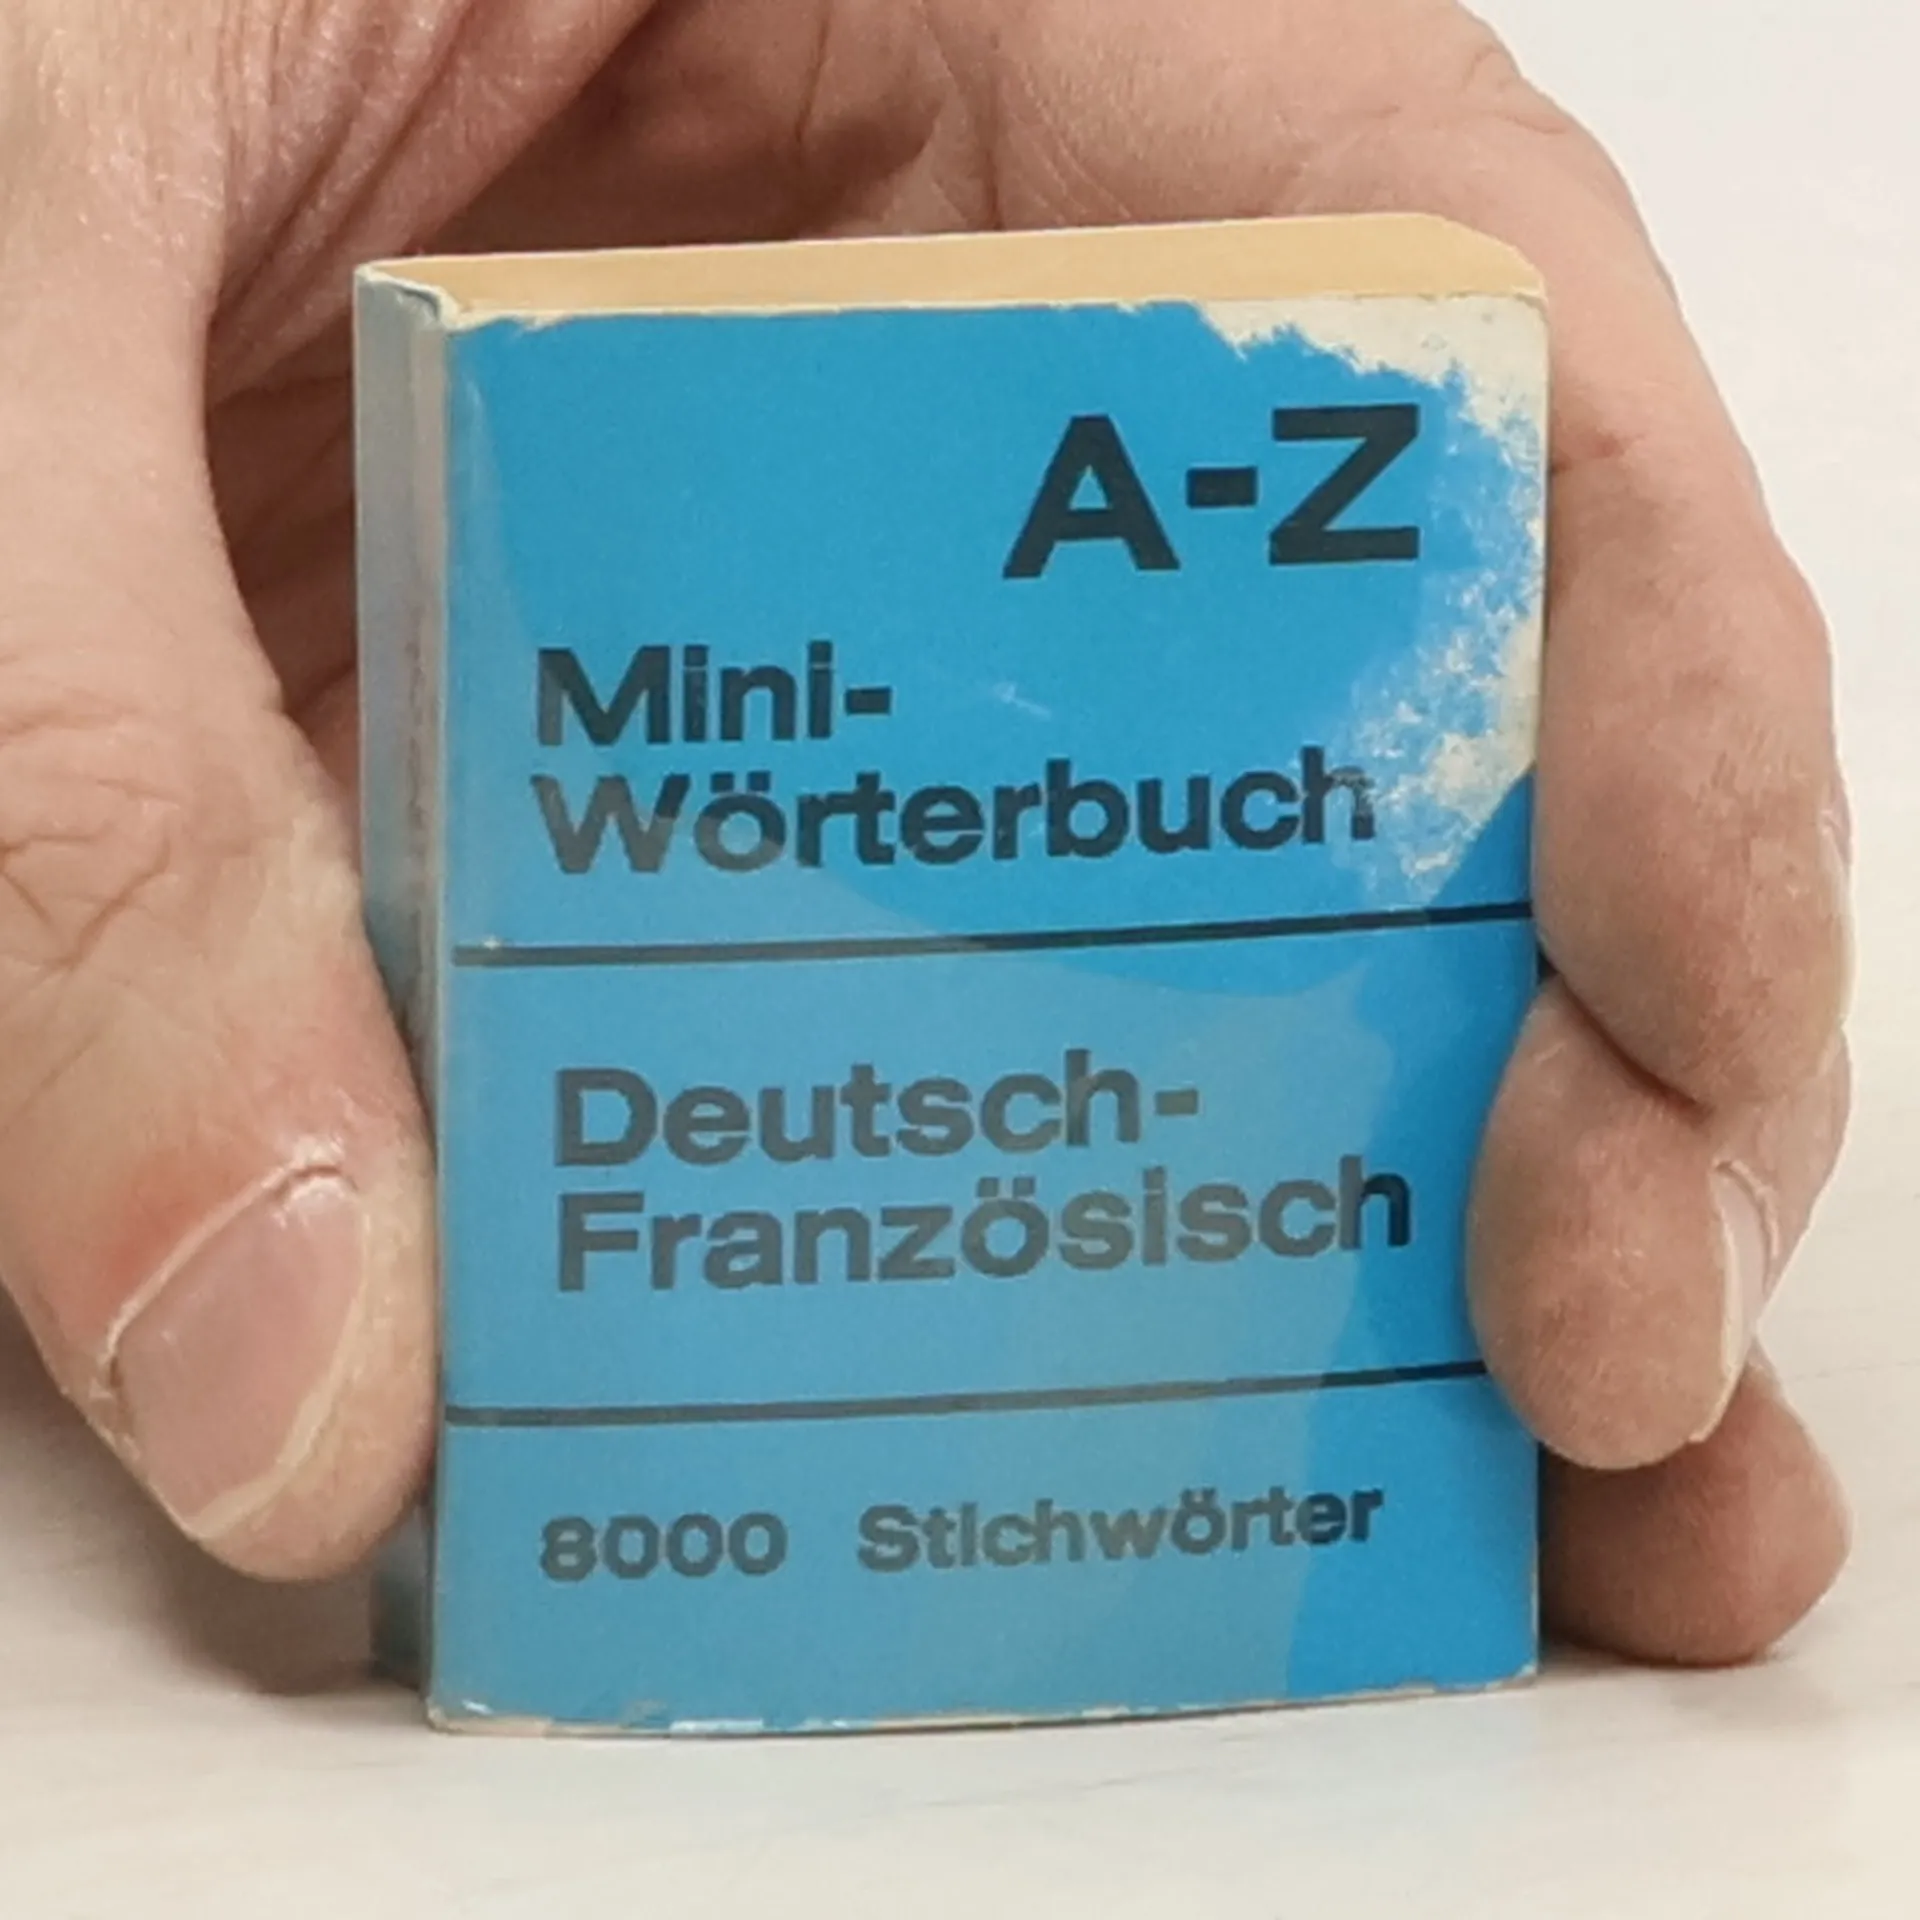 A-Z
Mini-
Wörterbuch
Deutsch-
Französisch
8000 Stichwörter